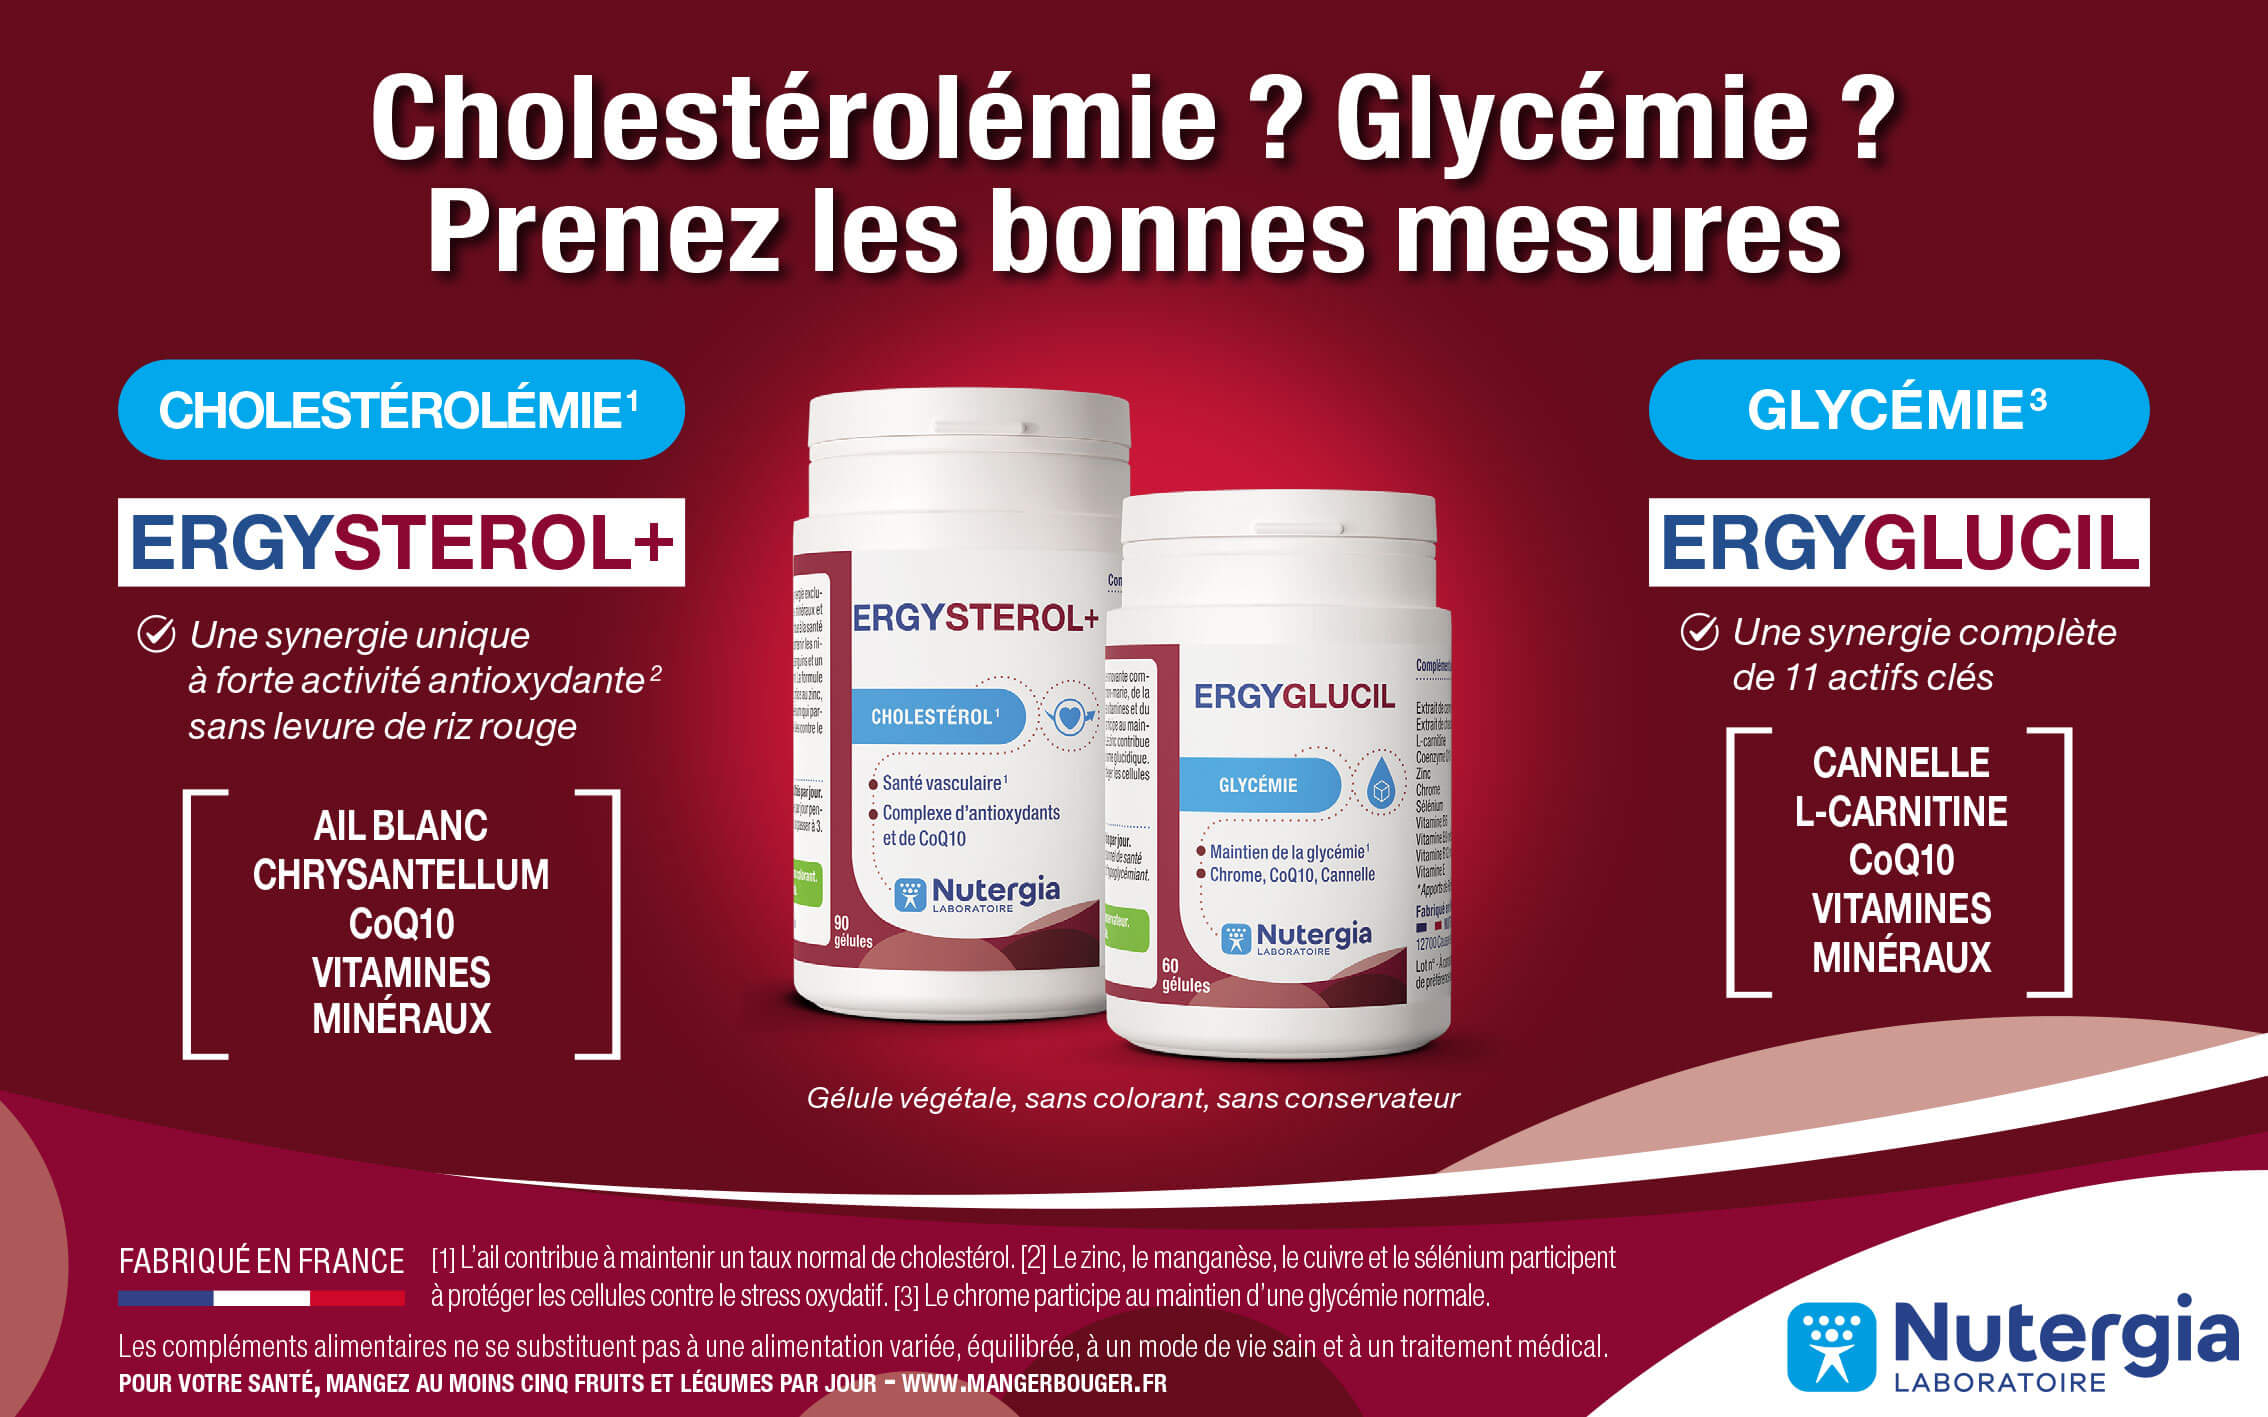 Cholestérolémie ? Glycémie ?
Prenez les bonnes mesures
CHOLESTÉROLÉMIE¹
ERGYSTEROL+
Une synergie unique
à forte activité antioxydante²
sans levure de riz rouge
AIL BLANC
CHRYSANTELLUM
CoQ10
VITAMINES
MINÉRAUX
ERGYSTEROL+
CHOLESTÉROL¹
Santé vasculaire¹
Complexe d'antioxydants
et de CoQ10
Nutergia
LABORATOIRE
90
gélules
ERGYGLUCIL
GLYCÉMIE
Maintien de la glycémie¹
Chrome, CoQ10, Cannelle
Nutergia
LABORATOIRE
60
gélules
L-carnitine
Zinc
Chrome
Sélénium
Vitamine E
GLYCÉMIE³
ERGYGLUCIL
Une synergie complète
de 11 actifs clés
CANNELLE
L-CARNITINE
CoQ10
VITAMINES
MINÉRAUX
Gélule végétale, sans colorant, sans conservateur
FABRIQUÉ EN FRANCE
[1] L'ail contribue à maintenir un taux normal de cholestérol. [2] Le zinc, le manganèse, le cuivre et le sélénium participent
à protéger les cellules contre le stress oxydatif. [3] Le chrome participe au maintien d'une glycémie normale.
Les compléments alimentaires ne se substituent pas à une alimentation variée, équilibrée, à un mode de vie sain et à un traitement médical.
POUR VOTRE SANTÉ, MANGEZ AU MOINS CINQ FRUITS ET LÉGUMES PAR JOUR - WWW.MANGERBOUGER.FR
Nutergia
LABORATOIRE